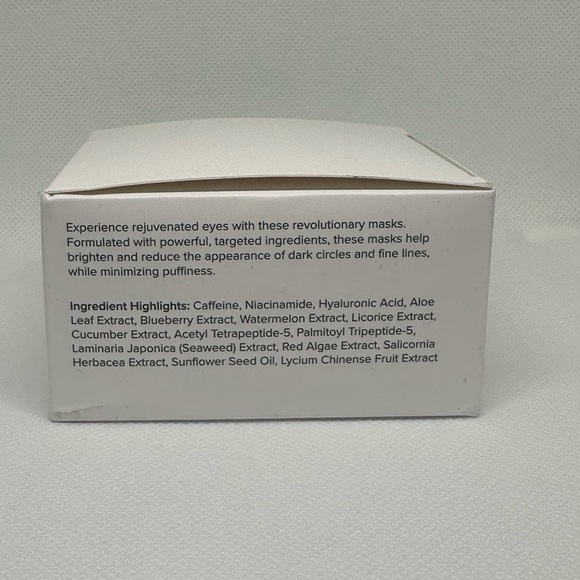 Experience rejuvenated eyes with these revolutionary masks.
Formulated with powerful, targeted ingredients, these masks help
brighten and reduce the appearance of dark circles and fine lines,
while minimizing puffiness.
Ingredient Highlights: Caffeine, Niacinamide, Hyaluronic Acid, Aloe
Leaf Extract, Blueberry Extract, Watermelon Extract, Licorice Extract,
Cucumber Extract, Acetyl Tetrapeptide-5, Palmitoyl Tripeptide-5,
Laminaria Japonica (Seaweed) Extract, Red Algae Extract, Salicornia
Herbacea Extract, Sunflower Seed Oil, Lycium Chinense Fruit Extract